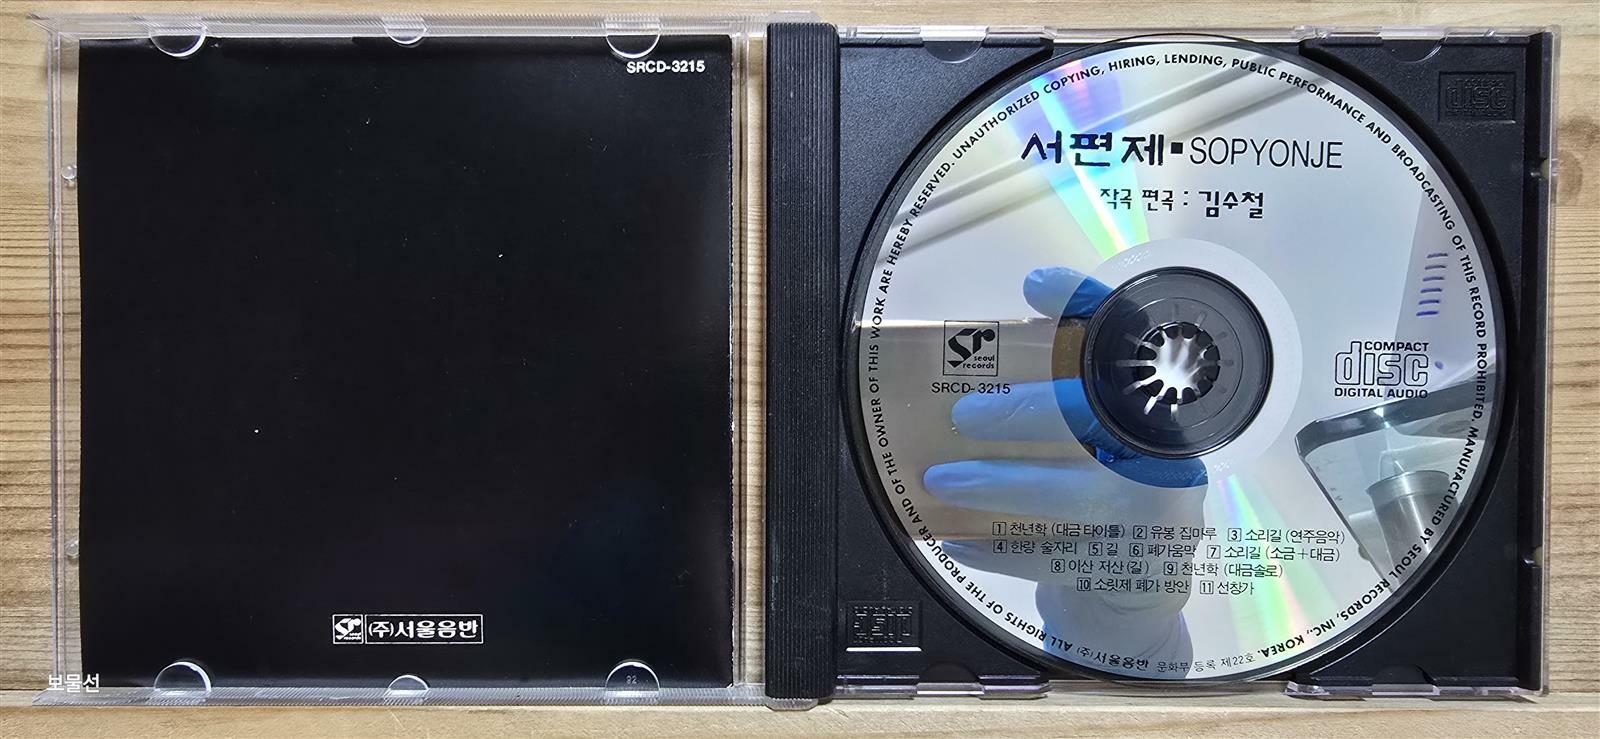 SRCD-3215
sr seoul records (주)서울음반
92
보물선
UNAUTHORIZED COPYING, HIRING, LENDING, PUBLIC PERFORMANCE AND BROADCASTING OF THIS RECORD PROHIBITED. MANUFACTURED BY SEOUL RECORDS, INC., KOREA.
서편제·SOPYONJE
작곡 편곡 : 김수철
sr seoul records
SRCD-3215
COMPACT
disc
DIGITAL AUDIO
1 천년학 (대금 타이틀) 2 유봉 집마루 3 소리길 (연주음악)
4 한량 술자리 5 길 6 폐가움막 7 소리길 (소금+대금)
8 이산 저산 (길) 9 천년학 (대금솔로)
10 소릿제 폐가 방안 11 선창가
(주)서울음반 문화부 등록 제22호
ALL RIGHTS OF THE PRODUCER AND OF THE OWNER OF THIS WORK ARE HEREBY RESERVED.
disc